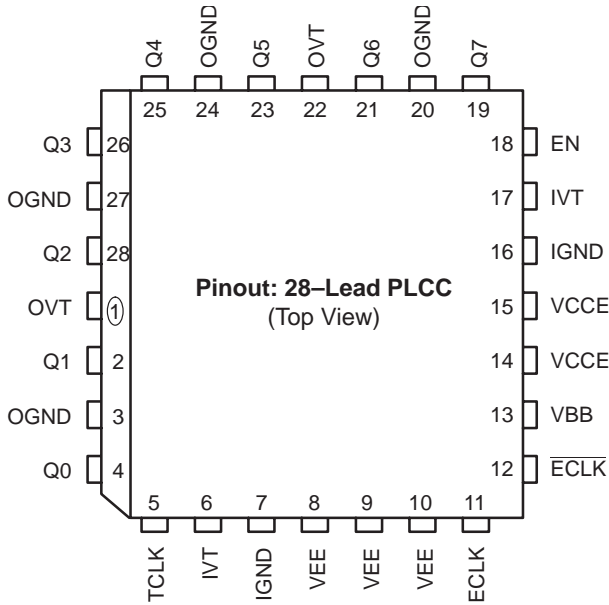 Q4 OGND Q5 OVT Q6 OGND Q7
25 24 23 22 21 20 19
Q3 26 18 EN
OGND 27 17 IVT
Q2 28 16 IGND
Pinout: 28–Lead PLCC
(Top View)
OVT 1 15 VCCE
Q1 2 14 VCCE
OGND 3 13 VBB
Q0 4 12 E̅C̅L̅K̅
5 6 7 8 9 10 11
TCLK IVT IGND VEE VEE VEE ECLK